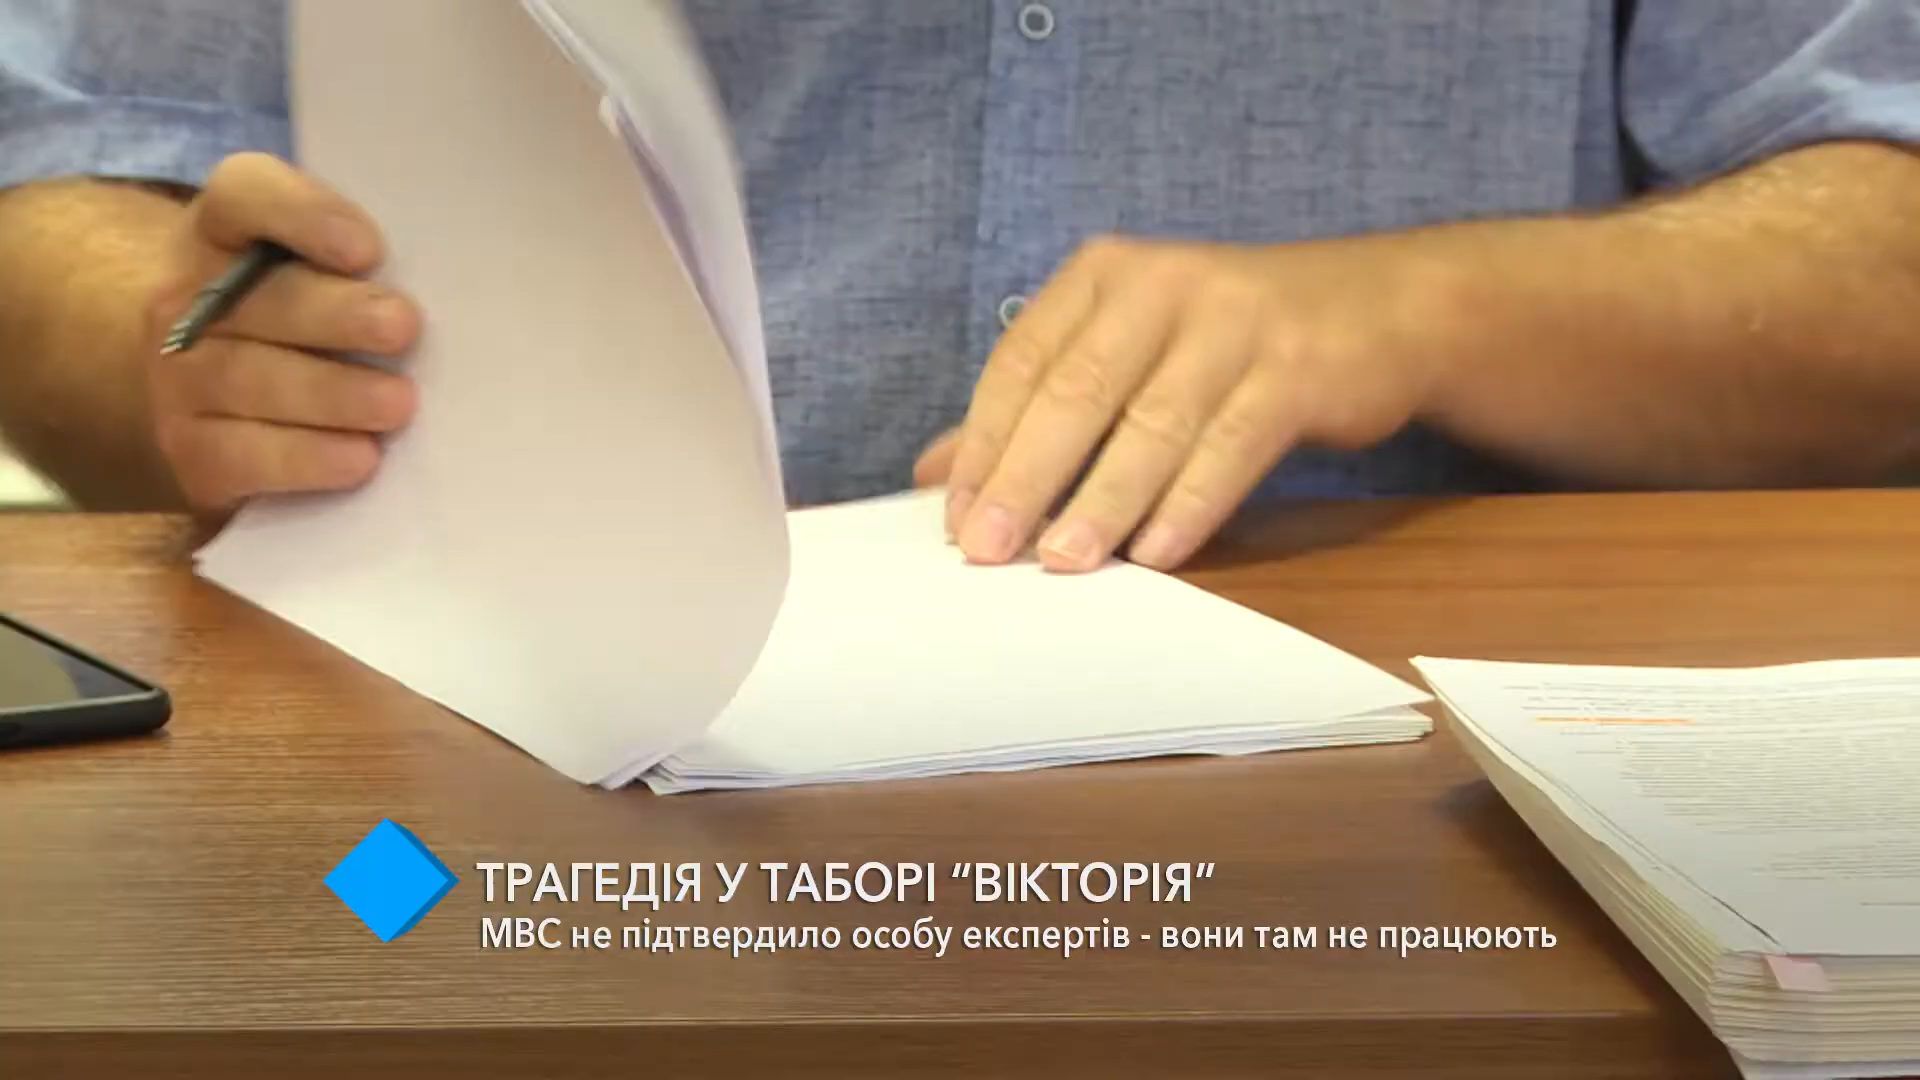 ТРАГЕДІЯ У ТАБОРІ “ВІКТОРІЯ”
МВС не підтвердило особу експертів - вони там не працюють